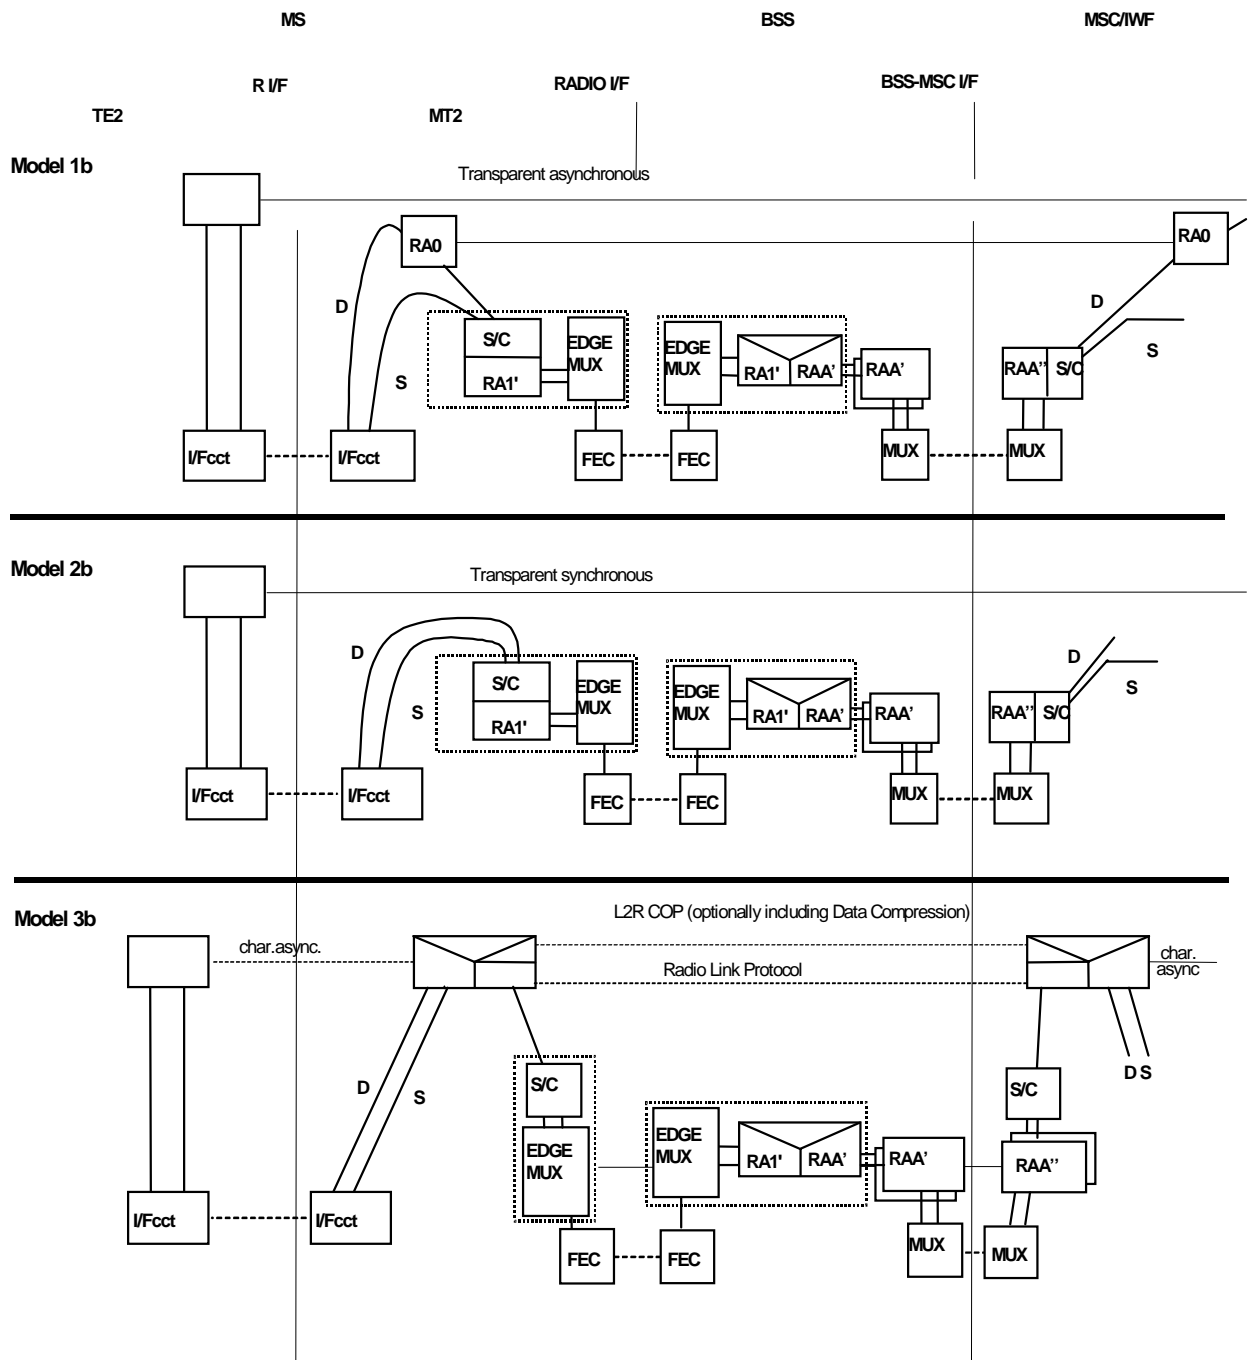 MS BSS MSC/IWF
R I/F RADIO I/F BSS-MSC I/F
TE2 MT2
Model 1b
Transparent asynchronous
RA0 RA0
D D
S/C EDGE MUX EDGE MUX
S
RA1' RA1' RAA' RAA' RAA'' S/C
S
I/Fcct I/Fcct FEC FEC MUX MUX
Model 2b
Transparent synchronous
D D
S/C EDGE MUX EDGE MUX
S
S
RA1' RA1' RAA' RAA' RAA'' S/C
I/Fcct I/Fcct FEC FEC MUX MUX
Model 3b
L2R COP (optionally including Data Compression)
char.async. char. async
Radio Link Protocol
D S D S
S/C S/C
EDGE MUX EDGE MUX RA1' RAA' RAA' RAA''
I/Fcct I/Fcct FEC FEC MUX MUX